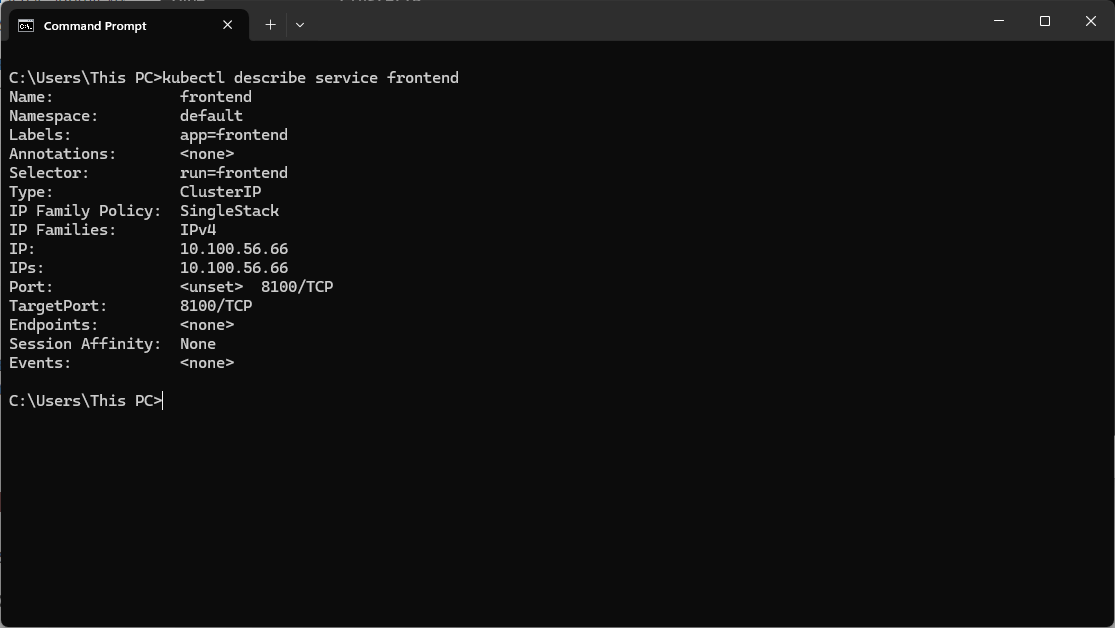 Command Prompt
C:\Users\This PC>kubectl describe service frontend
Name: frontend
Namespace: default
Labels: app=frontend
Annotations: <none>
Selector: run=frontend
Type: ClusterIP
IP Family Policy: SingleStack
IP Families: IPv4
IP: 10.100.56.66
IPs: 10.100.56.66
Port: <unset> 8100/TCP
TargetPort: 8100/TCP
Endpoints: <none>
Session Affinity: None
Events: <none>
C:\Users\This PC>